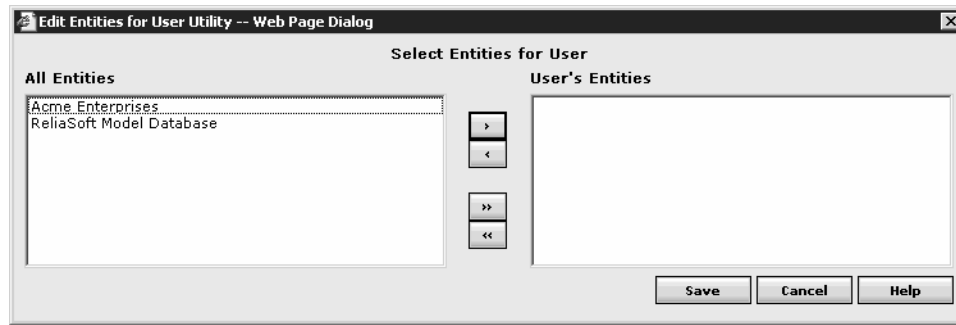 Edit Entities for User Utility -- Web Page Dialog
Select Entities for User
All Entities
User's Entities
Acme Enterprises
ReliaSoft Model Database
>
<
>>
<<
Save
Cancel
Help